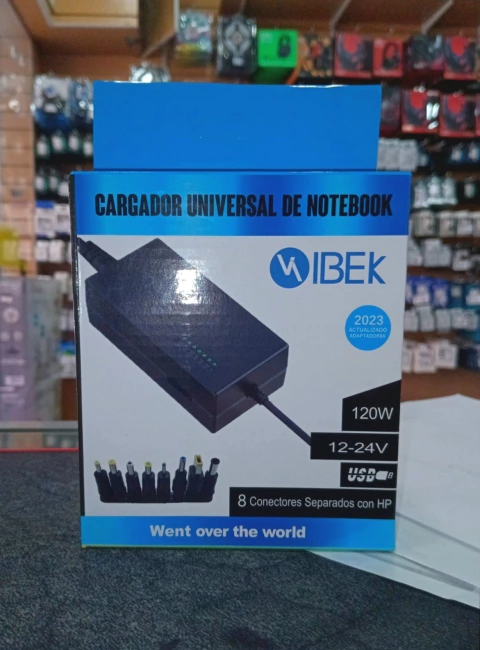 CARGADOR UNIVERSAL DE NOTEBOOK
VIBEK
2023
ACTUALIZADO
ADAPTADORES
120W
12-24V
USB
8 Conectores Separados con HP
Went over the world